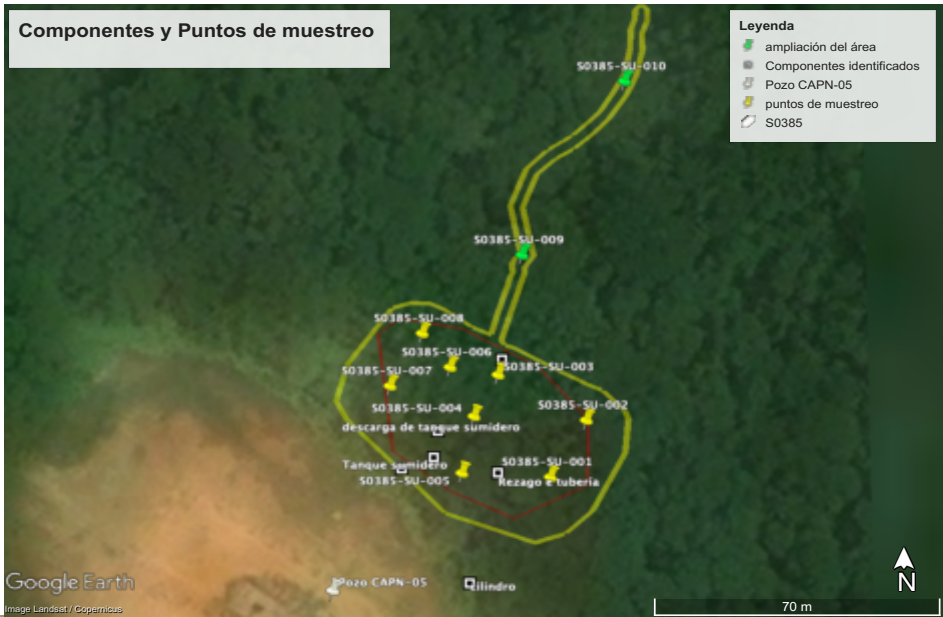 Componentes y Puntos de muestreo
Leyenda
ampliación del área
Componentes identificados
Pozo CAPN-05
puntos de muestreo
S0385
S0385-SU-010
S0385-SU-009
S0385-SU-008
S0385-SU-006
S0385-SU-003
S0385-SU-007
S0385-SU-004
S0385-SU-002
descarga de tanque sumidero
Tanque sumidero
S0385-SU-001
S0385-SU-005
Rezago e tuberia
Pozo CAPN-05
Cilindro
Google Earth
Image Landsat / Copernicus
N
70 m